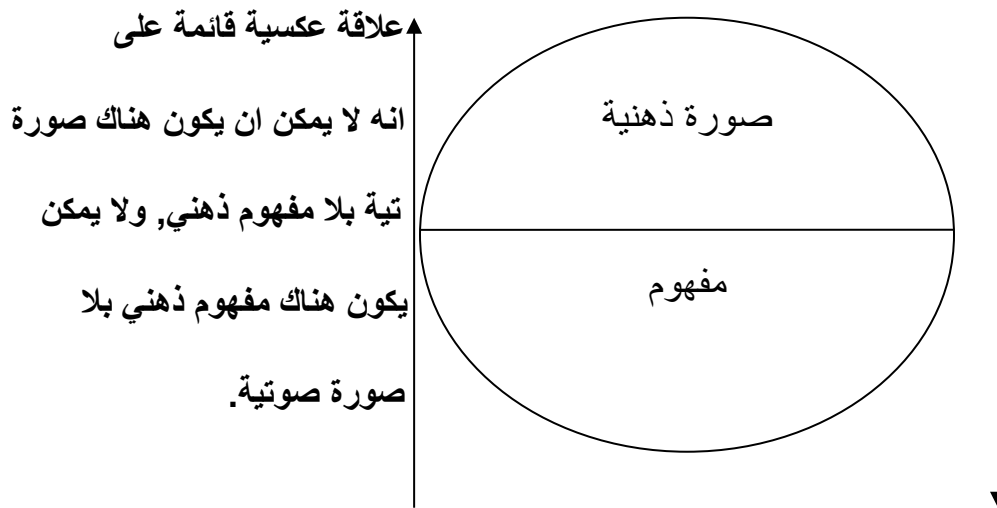 علاقة عكسية قائمة على
انه لا يمكن ان يكون هناك صورة
تية بلا مفهوم ذهني, ولا يمكن
يكون هناك مفهوم ذهني بلا
صورة صوتية.
صورة ذهنية
مفهوم